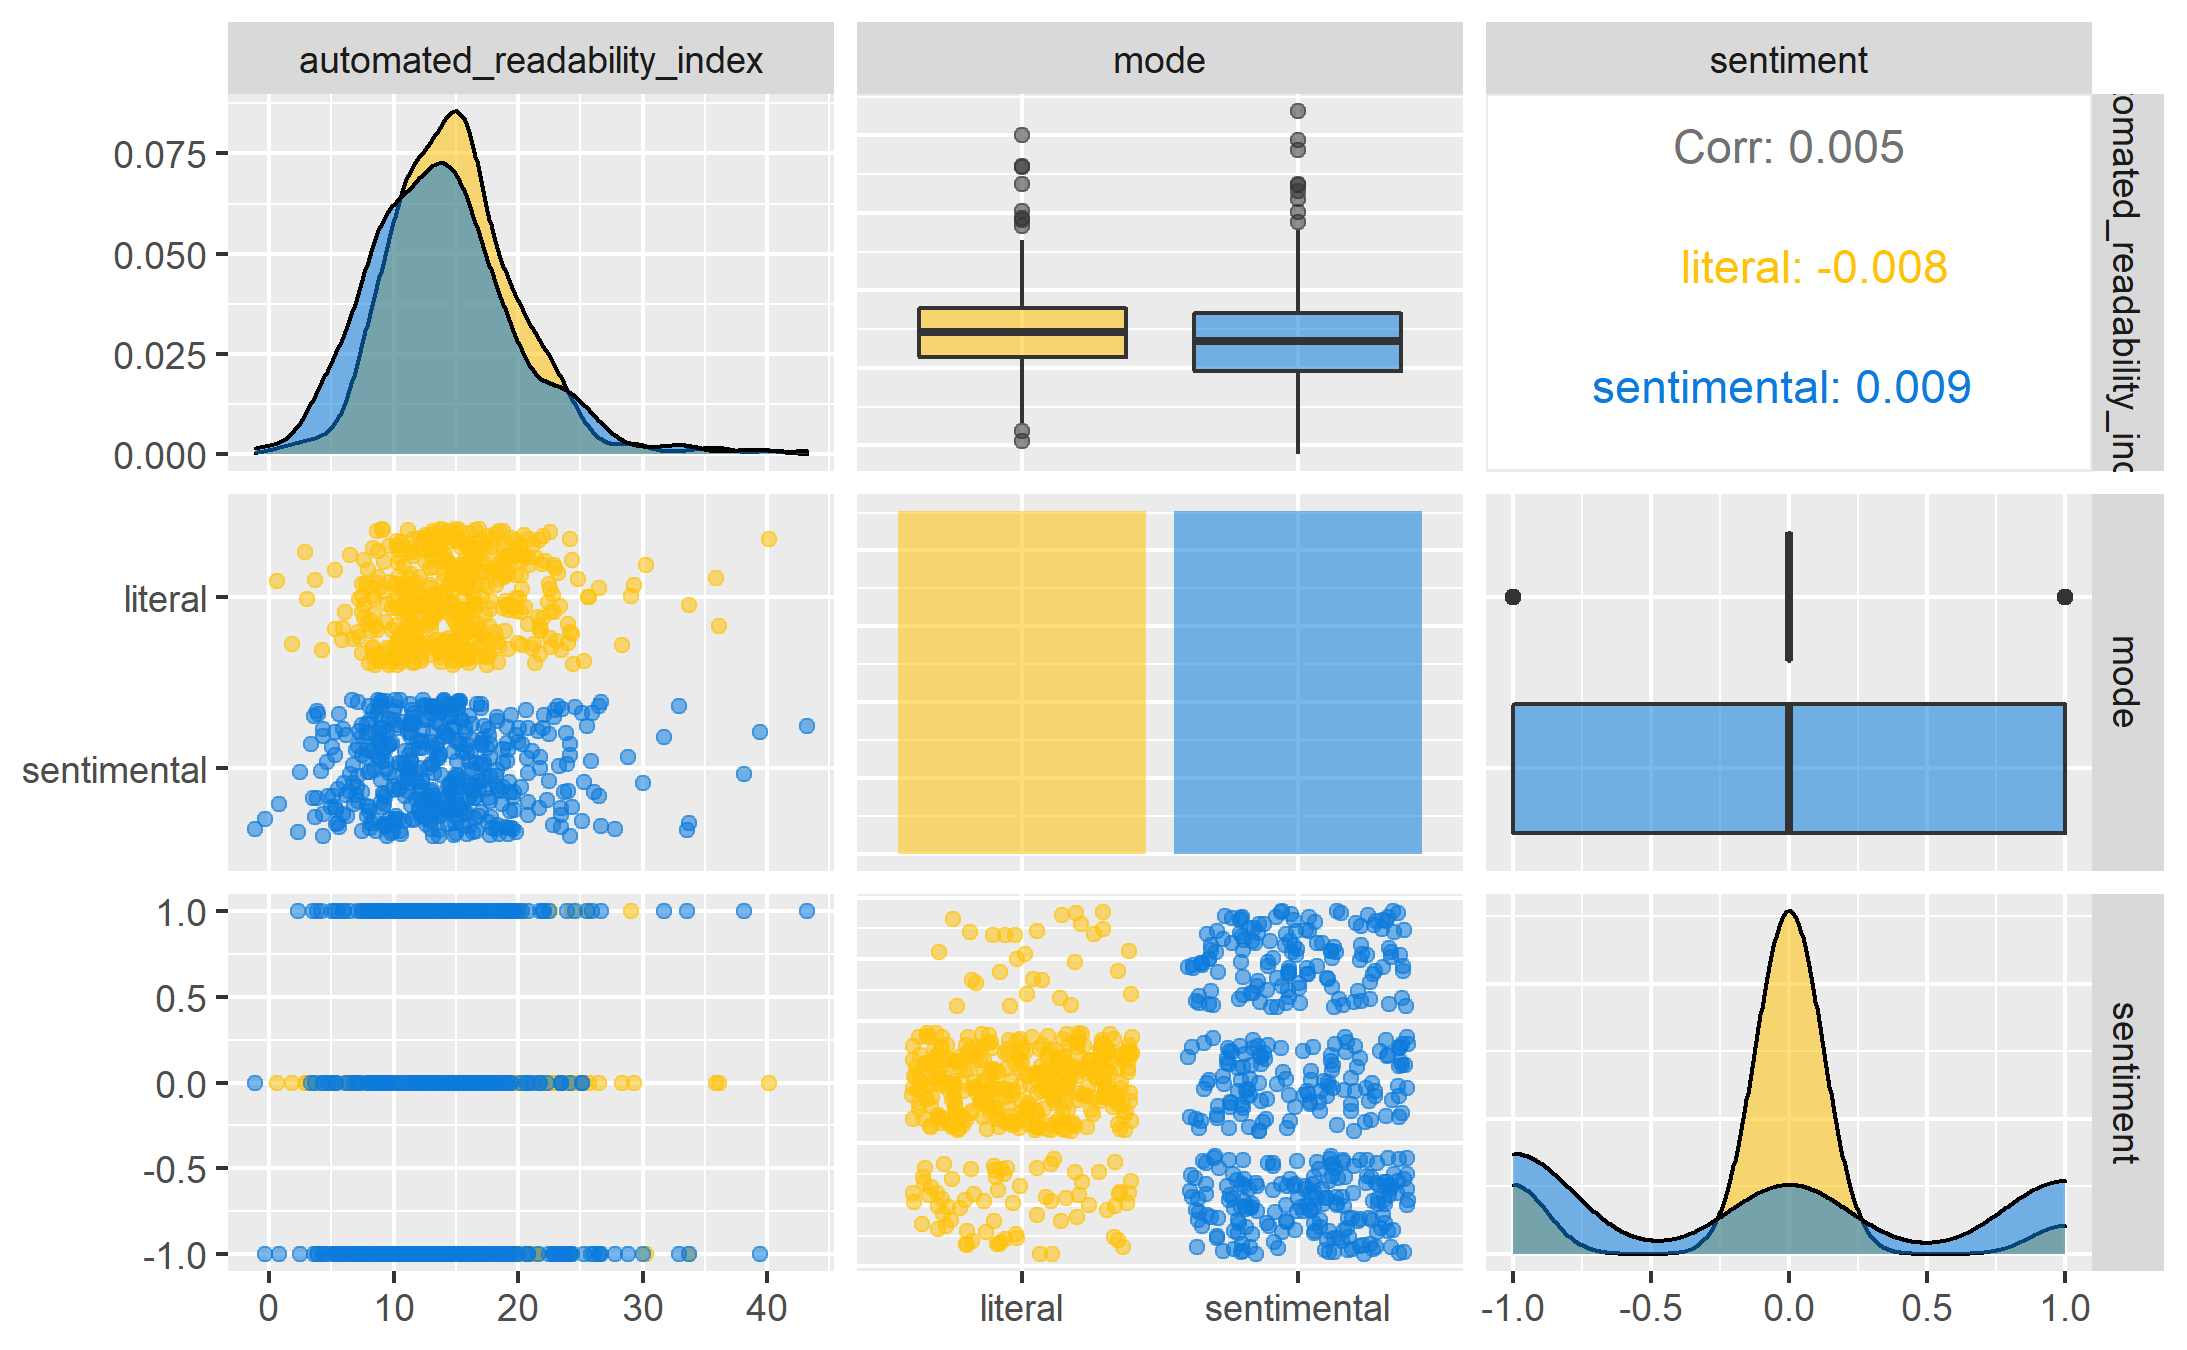 automated_readability_index
mode
sentiment
0.075
0.050
0.025
0.000
Corr: 0.005
literal: -0.008
sentimental: 0.009
omated_readability_inc
literal
sentimental
mode
1.0
0.5
0.0
-0.5
-1.0
sentiment
0 10 20 30 40
literal sentimental
-1.0 -0.5 0.0 0.5 1.0